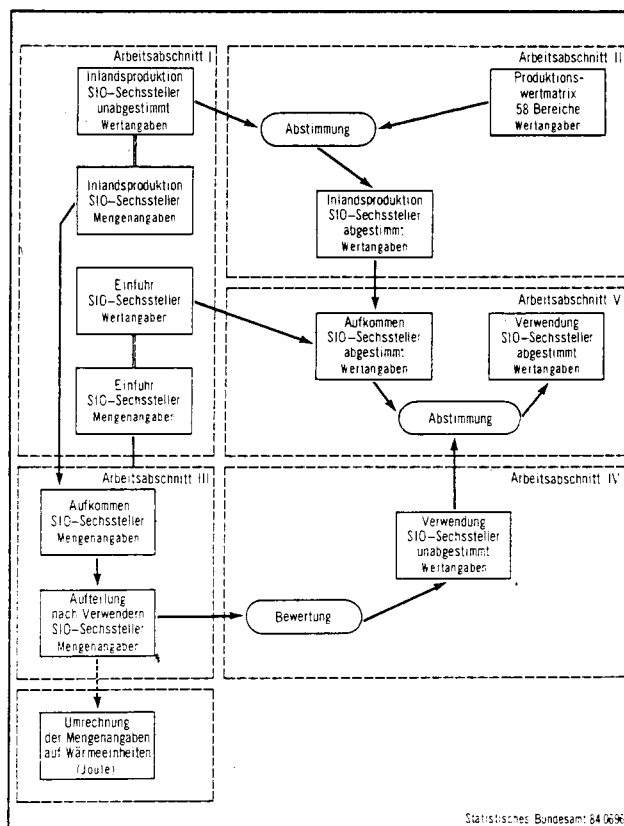 Arbeitsabschnitt I
Inlandsproduktion
SIO-Sechssteller
unabgestimmt
Wertangaben
Inlandsproduktion
SIO-Sechssteller
Mengenangaben
Einfuhr
SIO-Sechssteller
Wertangaben
Einfuhr
SIO-Sechssteller
Mengenangaben
Arbeitsabschnitt II
Abstimmung
Produktions-
wertmatrix
58 Bereiche
Wertangaben
Inlandsproduktion
SIO-Sechssteller
abgestimmt
Wertangaben
Arbeitsabschnitt V
Aufkommen
SIO-Sechssteller
abgestimmt
Wertangaben
Verwendung
SIO-Sechssteller
abgestimmt
Wertangaben
Abstimmung
Arbeitsabschnitt III
Aufkommen
SIO-Sechssteller
Mengenangaben
Aufteilung
nach Verwendern
SIO-Sechssteller
Mengenangaben
Arbeitsabschnitt IV
Verwendung
SIO-Sechssteller
unabgestimmt
Wertangaben
Bewertung
Umrechnung
der Mengenangaben
auf Wärmeeinheiten
(Joule)
Statistisches Bundesamt 84 0696